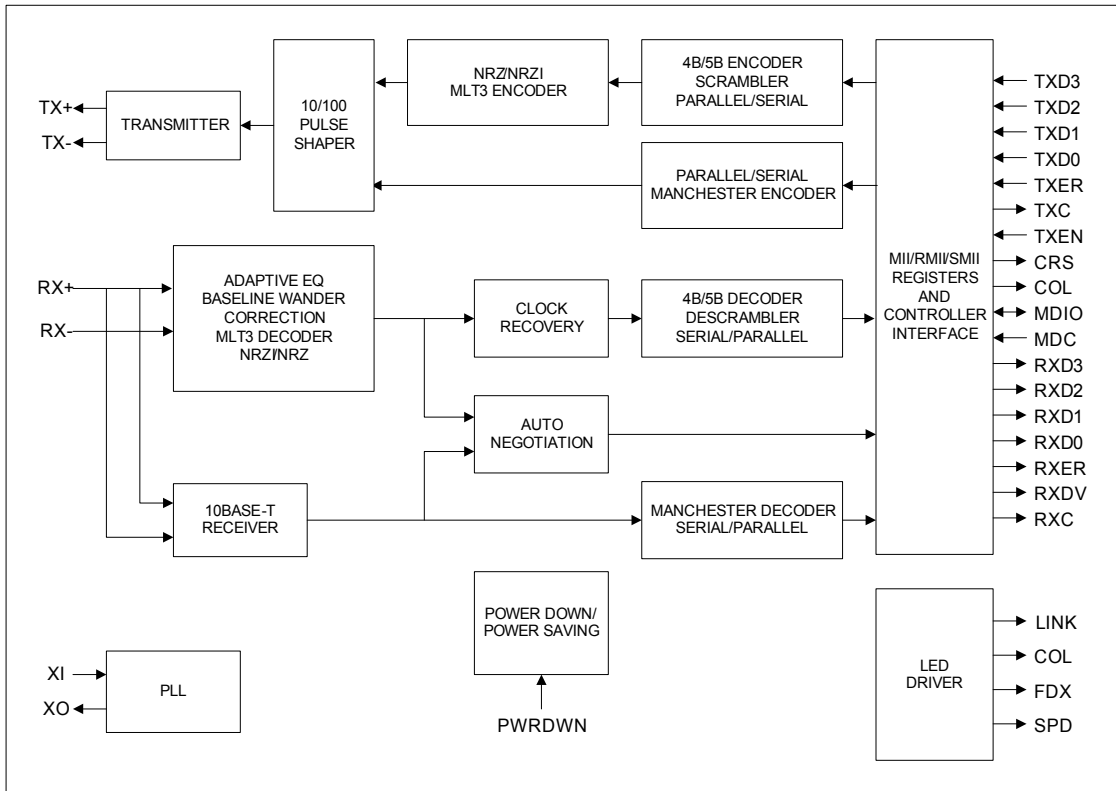 NRZ/NRZI
MLT3 ENCODER
4B/5B ENCODER
SCRAMBLER
PARALLEL/SERIAL
10/100
PULSE
SHAPER
TX+
TX-
TRANSMITTER
PARALLEL/SERIAL
MANCHESTER ENCODER
TXD3
TXD2
TXD1
TXD0
TXER
TXC
TXEN
CRS
COL
MDIO
MDC
RXD3
RXD2
RXD1
RXD0
RXER
RXDV
RXC
MII/RMII/SMII
REGISTERS
AND
CONTROLLER
INTERFACE
RX+
RX-
ADAPTIVE EQ
BASELINE WANDER
CORRECTION
MLT3 DECODER
NRZI/NRZ
CLOCK
RECOVERY
4B/5B DECODER
DESCRAMBLER
SERIAL/PARALLEL
AUTO
NEGOTIATION
10BASE-T
RECEIVER
MANCHESTER DECODER
SERIAL/PARALLEL
POWER DOWN/
POWER SAVING
PWRDWN
XI
XO
PLL
LED
DRIVER
LINK
COL
FDX
SPD